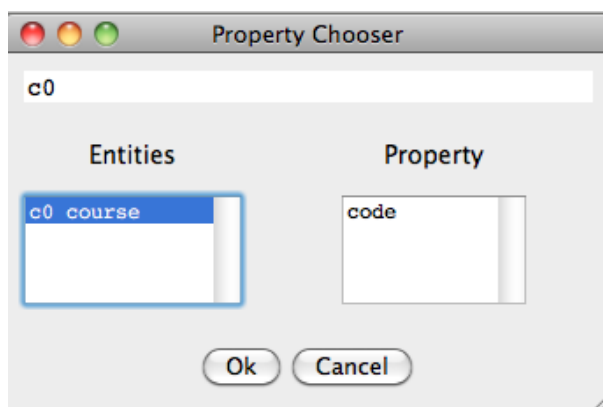 Property Chooser
c0
Entities Property
c0 course code
Ok Cancel